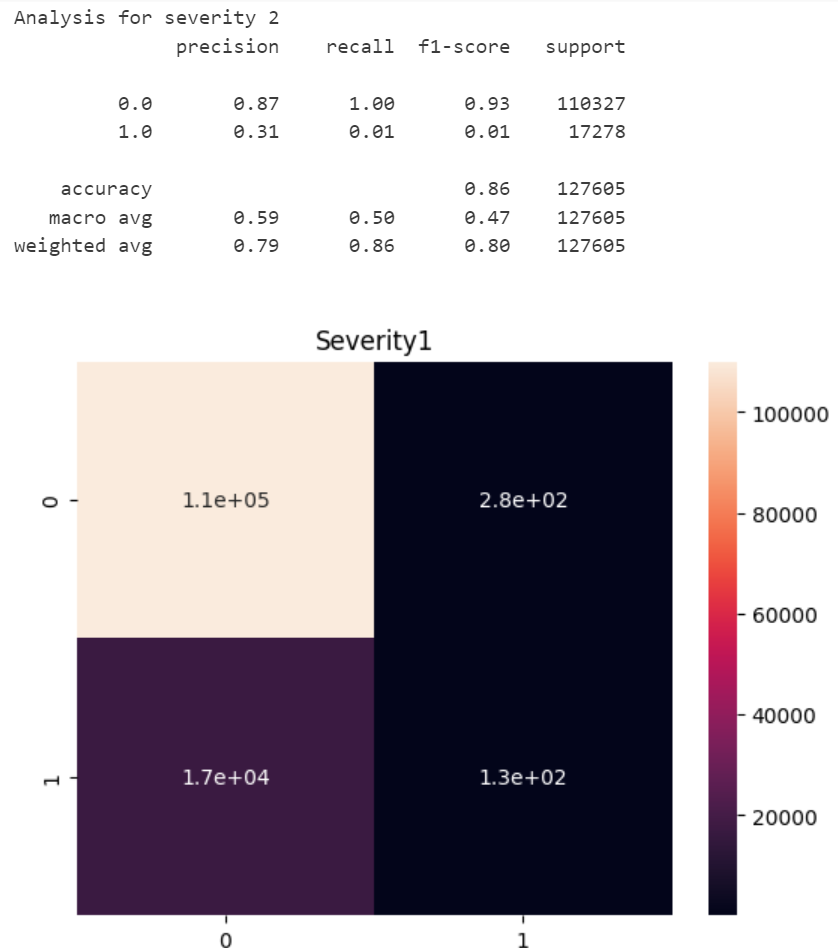 Analysis for severity 2
precision recall f1-score support
0.0 0.87 1.00 0.93 110327
1.0 0.31 0.01 0.01 17278
accuracy 0.86 127605
macro avg 0.59 0.50 0.47 127605
weighted avg 0.79 0.86 0.80 127605
Severity1
100000
0 1.1e+05 2.8e+02
80000
60000
40000
1 1.7e+04 1.3e+02
20000
0 1